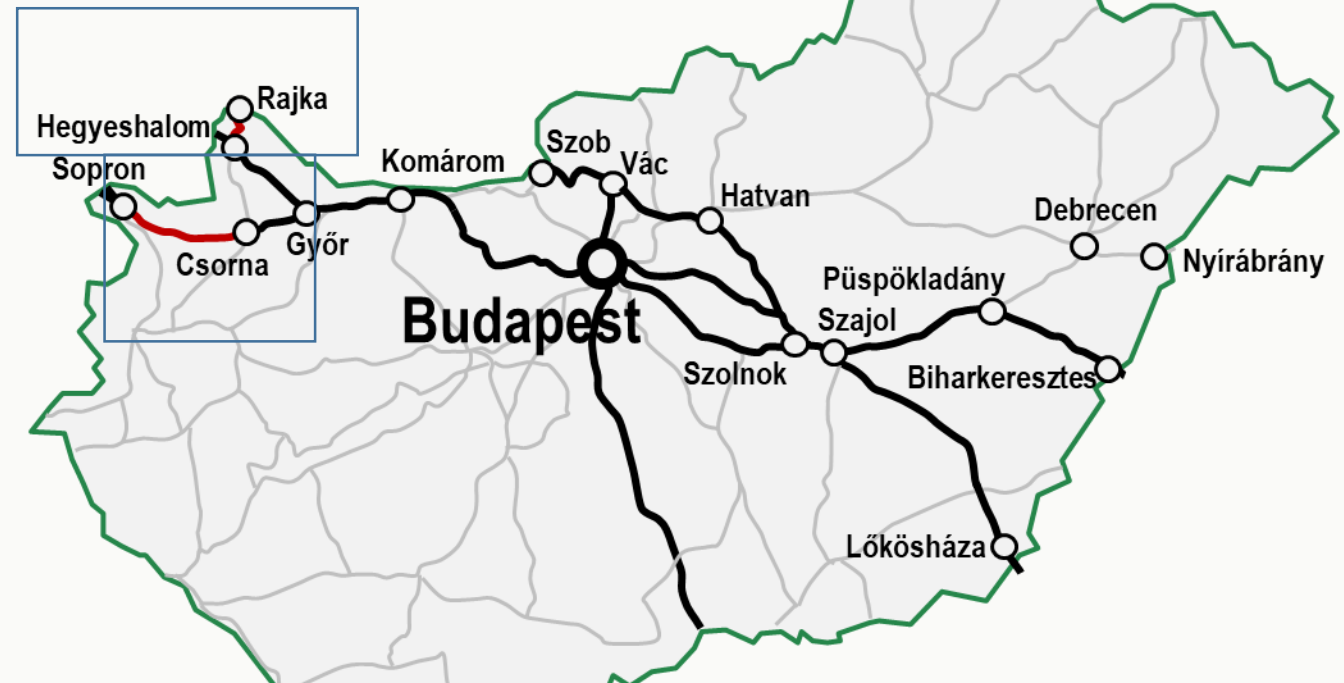 Rajka
Hegyeshalom
Sopron
Komárom
Szob
Vác
Hatvan
Debrecen
Győr
Csorna
Nyírábrány
Püspökladány
Budapest
Szajol
Szolnok
Biharkeresztes
Lőkösháza